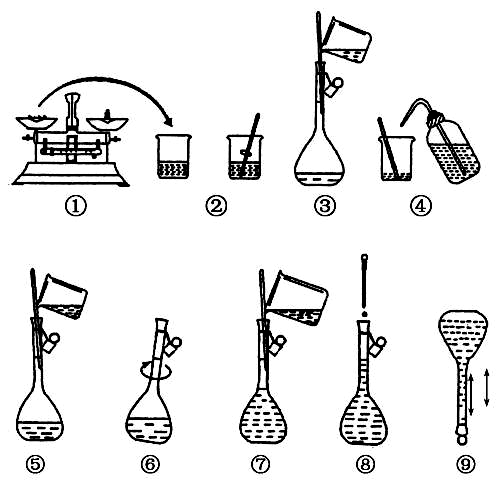 ① ② ③ ④
⑤ ⑥ ⑦ ⑧ ⑨